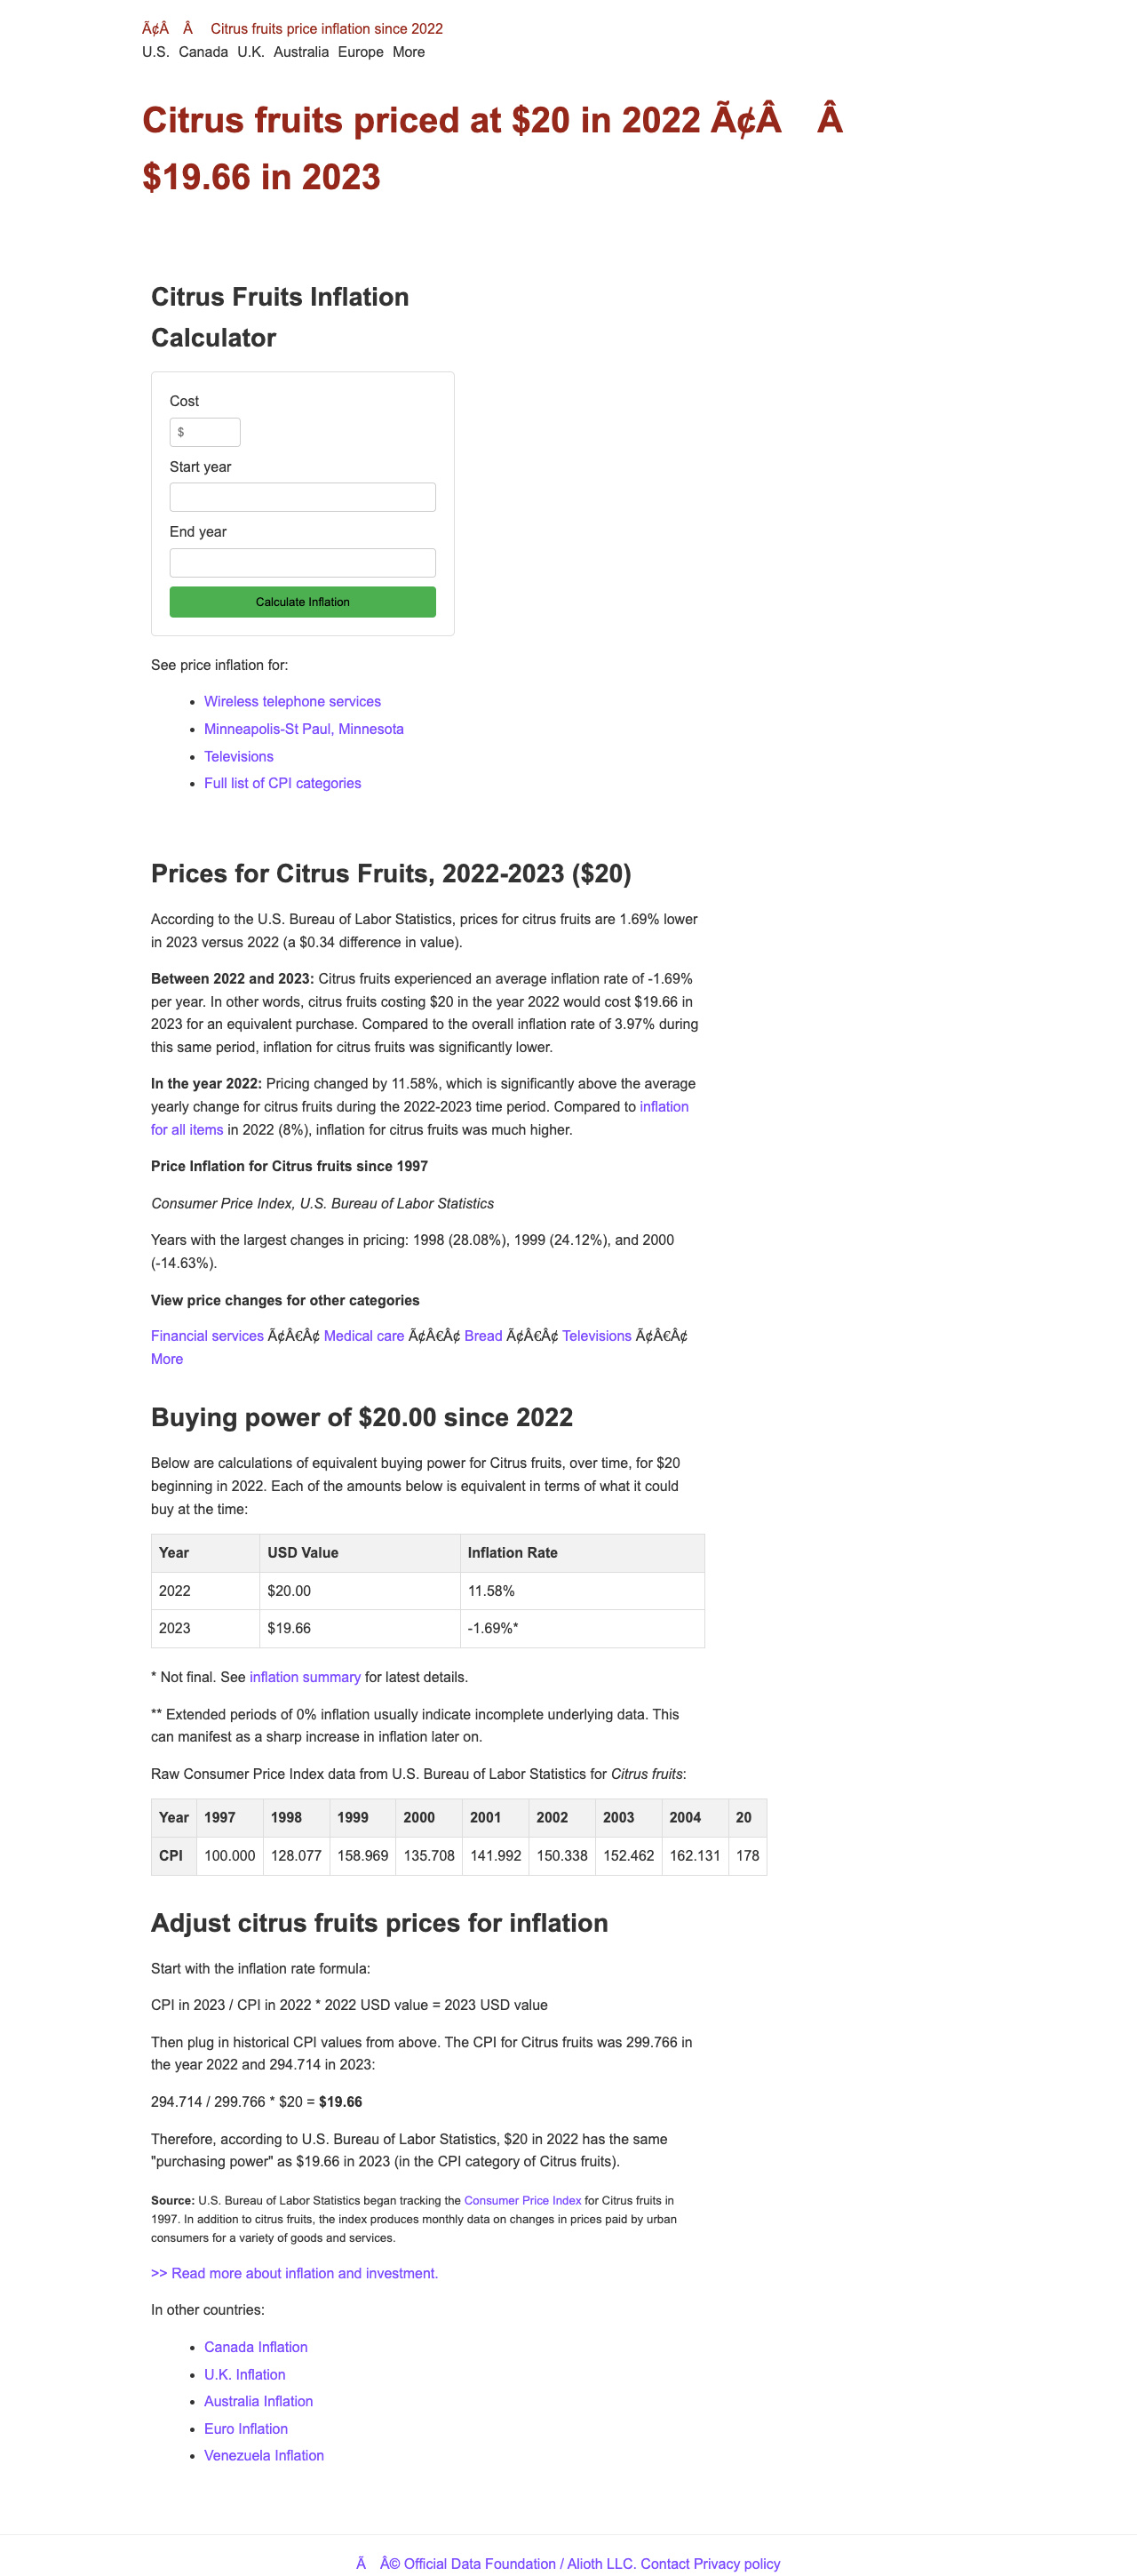 Ã¢Â Â Citrus fruits price inflation since 2022
U.S. Canada U.K. Australia Europe More
Citrus fruits priced at $20 in 2022 Ã¢Â Â
$19.66 in 2023
Citrus Fruits Inflation
Calculator
Cost
$
Start year
End year
Calculate Inflation
See price inflation for:
• Wireless telephone services
• Minneapolis-St Paul, Minnesota
• Televisions
• Full list of CPI categories
Prices for Citrus Fruits, 2022-2023 ($20)
According to the U.S. Bureau of Labor Statistics, prices for citrus fruits are 1.69% lower
in 2023 versus 2022 (a $0.34 difference in value).
Between 2022 and 2023: Citrus fruits experienced an average inflation rate of -1.69%
per year. In other words, citrus fruits costing $20 in the year 2022 would cost $19.66 in
2023 for an equivalent purchase. Compared to the overall inflation rate of 3.97% during
this same period, inflation for citrus fruits was significantly lower.
In the year 2022: Pricing changed by 11.58%, which is significantly above the average
yearly change for citrus fruits during the 2022-2023 time period. Compared to inflation
for all items in 2022 (8%), inflation for citrus fruits was much higher.
Price Inflation for Citrus fruits since 1997
Consumer Price Index, U.S. Bureau of Labor Statistics
Years with the largest changes in pricing: 1998 (28.08%), 1999 (24.12%), and 2000
(-14.63%).
View price changes for other categories
Financial services Ã¢Â€Â¢ Medical care Ã¢Â€Â¢ Bread Ã¢Â€Â¢ Televisions Ã¢Â€Â¢
More
Buying power of $20.00 since 2022
Below are calculations of equivalent buying power for Citrus fruits, over time, for $20
beginning in 2022. Each of the amounts below is equivalent in terms of what it could
buy at the time:
Year USD Value Inflation Rate
2022 $20.00 11.58%
2023 $19.66 -1.69%*
* Not final. See inflation summary for latest details.
** Extended periods of 0% inflation usually indicate incomplete underlying data. This
can manifest as a sharp increase in inflation later on.
Raw Consumer Price Index data from U.S. Bureau of Labor Statistics for Citrus fruits:
Year 1997 1998 1999 2000 2001 2002 2003 2004 20
CPI 100.000 128.077 158.969 135.708 141.992 150.338 152.462 162.131 178
Adjust citrus fruits prices for inflation
Start with the inflation rate formula:
CPI in 2023 / CPI in 2022 * 2022 USD value = 2023 USD value
Then plug in historical CPI values from above. The CPI for Citrus fruits was 299.766 in
the year 2022 and 294.714 in 2023:
294.714 / 299.766 * $20 = $19.66
Therefore, according to U.S. Bureau of Labor Statistics, $20 in 2022 has the same
"purchasing power" as $19.66 in 2023 (in the CPI category of Citrus fruits).
Source: U.S. Bureau of Labor Statistics began tracking the Consumer Price Index for Citrus fruits in
1997. In addition to citrus fruits, the index produces monthly data on changes in prices paid by urban
consumers for a variety of goods and services.
>> Read more about inflation and investment.
In other countries:
• Canada Inflation
• U.K. Inflation
• Australia Inflation
• Euro Inflation
• Venezuela Inflation
Ã Â© Official Data Foundation / Alioth LLC. Contact Privacy policy